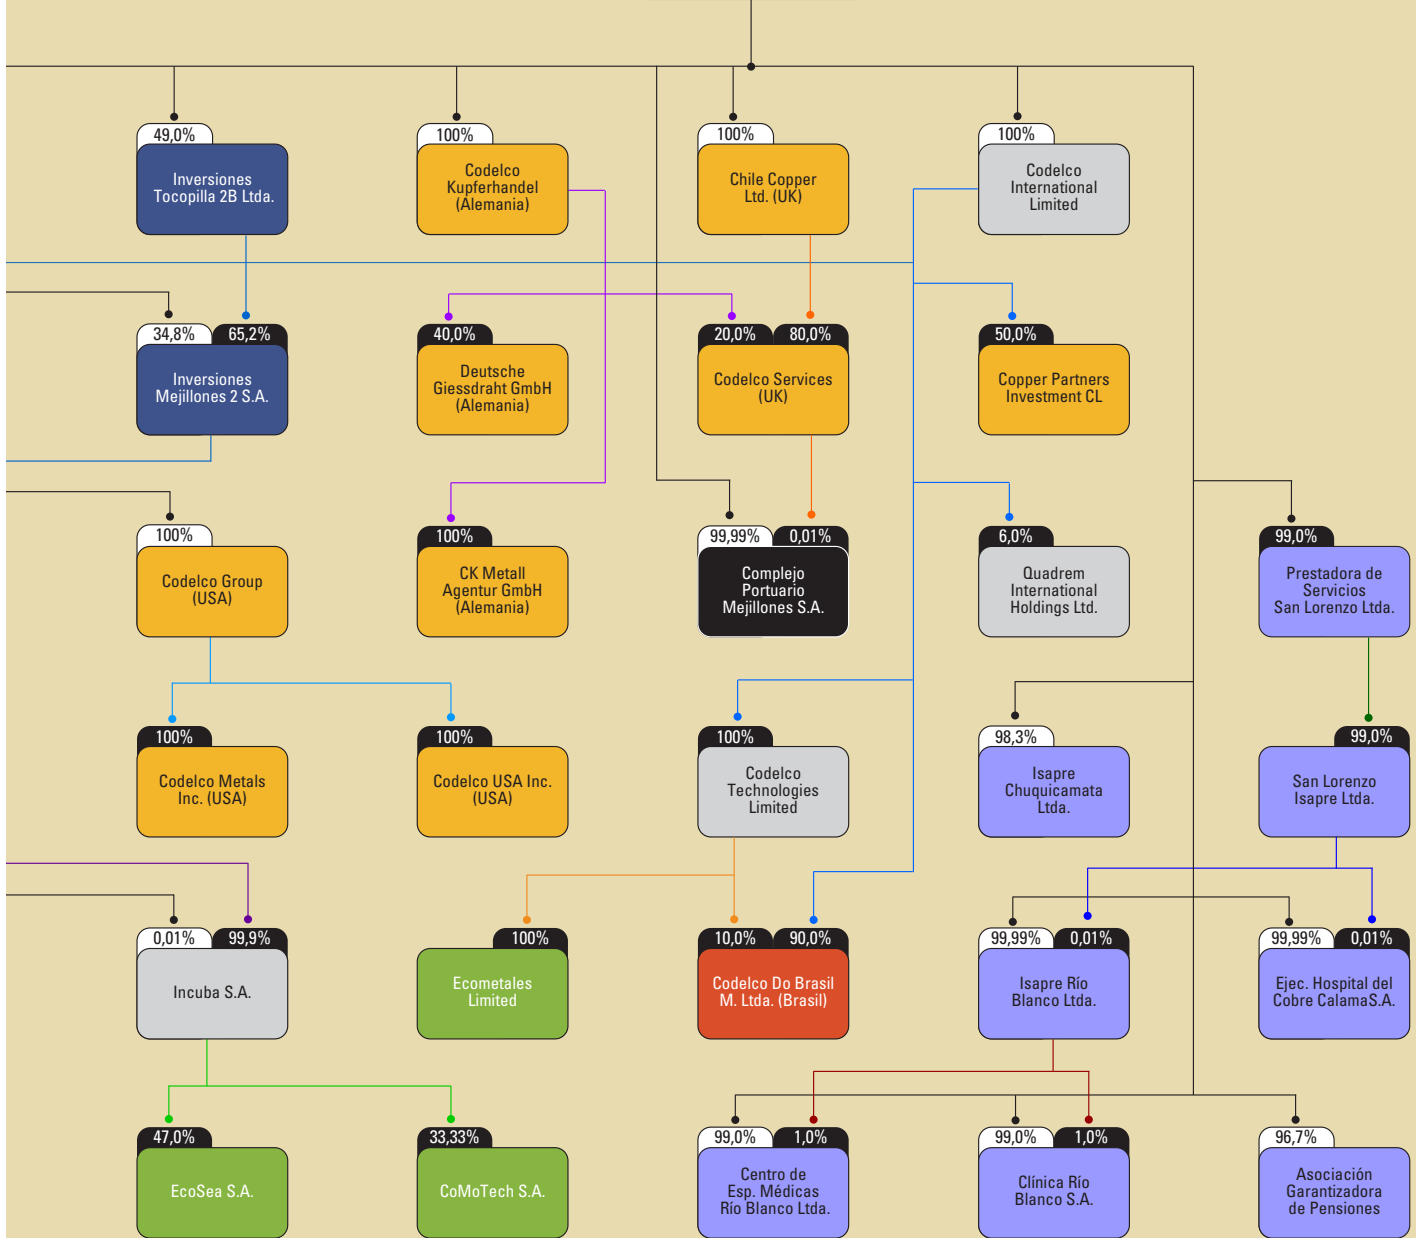 49,0%
Inversiones
Tocopilla 2B Ltda.
100%
Codelco
Kupferhandel
(Alemania)
100%
Chile Copper
Ltd. (UK)
100%
Codelco
International
Limited
34,8% 65,2%
Inversiones
Mejillones 2 S.A.
40,0%
Deutsche
Giessdraht GmbH
(Alemania)
20,0% 80,0%
Codelco Services
(UK)
50,0%
Copper Partners
Investment CL
100%
Codelco Group
(USA)
100%
CK Metall
Agentur GmbH
(Alemania)
99,99% 0,01%
Complejo
Portuario
Mejillones S.A.
6,0%
Quadrem
International
Holdings Ltd.
99,0%
Prestadora de
Servicios
San Lorenzo Ltda.
100%
Codelco Metals
Inc. (USA)
100%
Codelco USA Inc.
(USA)
100%
Codelco
Technologies
Limited
98,3%
Isapre
Chuquicamata
Ltda.
99,0%
San Lorenzo
Isapre Ltda.
0,01% 99,9%
Incuba S.A.
100%
Ecometales
Limited
10,0% 90,0%
Codelco Do Brasil
M. Ltda. (Brasil)
99,99% 0,01%
Isapre Río
Blanco Ltda.
99,99% 0,01%
Ejec. Hospital del
Cobre CalamaS.A.
47,0%
EcoSea S.A.
33,33%
CoMoTech S.A.
99,0% 1,0%
Centro de
Esp. Médicas
Río Blanco Ltda.
99,0% 1,0%
Clínica Río
Blanco S.A.
96,7%
Asociación
Garantizadora
de Pensiones